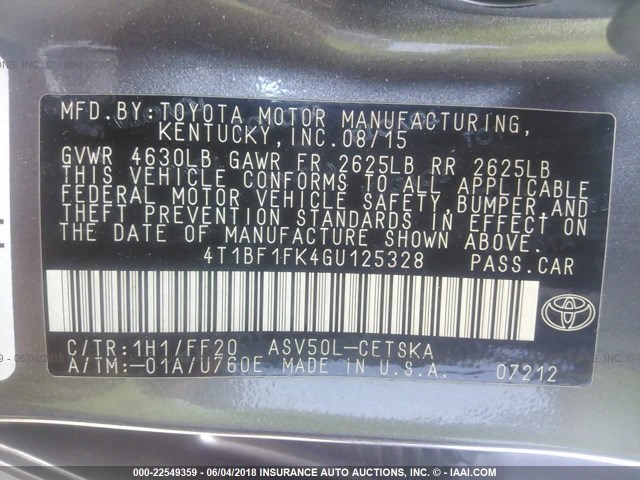 MFD.BY:TOYOTA MOTOR MANUFACTURING,
KENTUCKY, INC. 08/15
GVWR 4630LB GAWR FR 2625LB RR 2625LB
THIS VEHICLE CONFORMS TO ALL APPLICABLE
FEDERAL MOTOR VEHICLE SAFETY, BUMPER, AND
THEFT PREVENTION STANDARDS IN EFFECT ON
THE DATE OF MANUFACTURE SHOWN ABOVE.
4T1BF1FK4GU125328 PASS.CAR
C/TR:1H1/FF20 ASV50L-CETSKA
A/TM:-01A/U760E MADE IN U.S.A. 07212
000-22549359 - 06/04/2018 INSURANCE AUTO AUCTIONS, INC. © - IAAI.COM